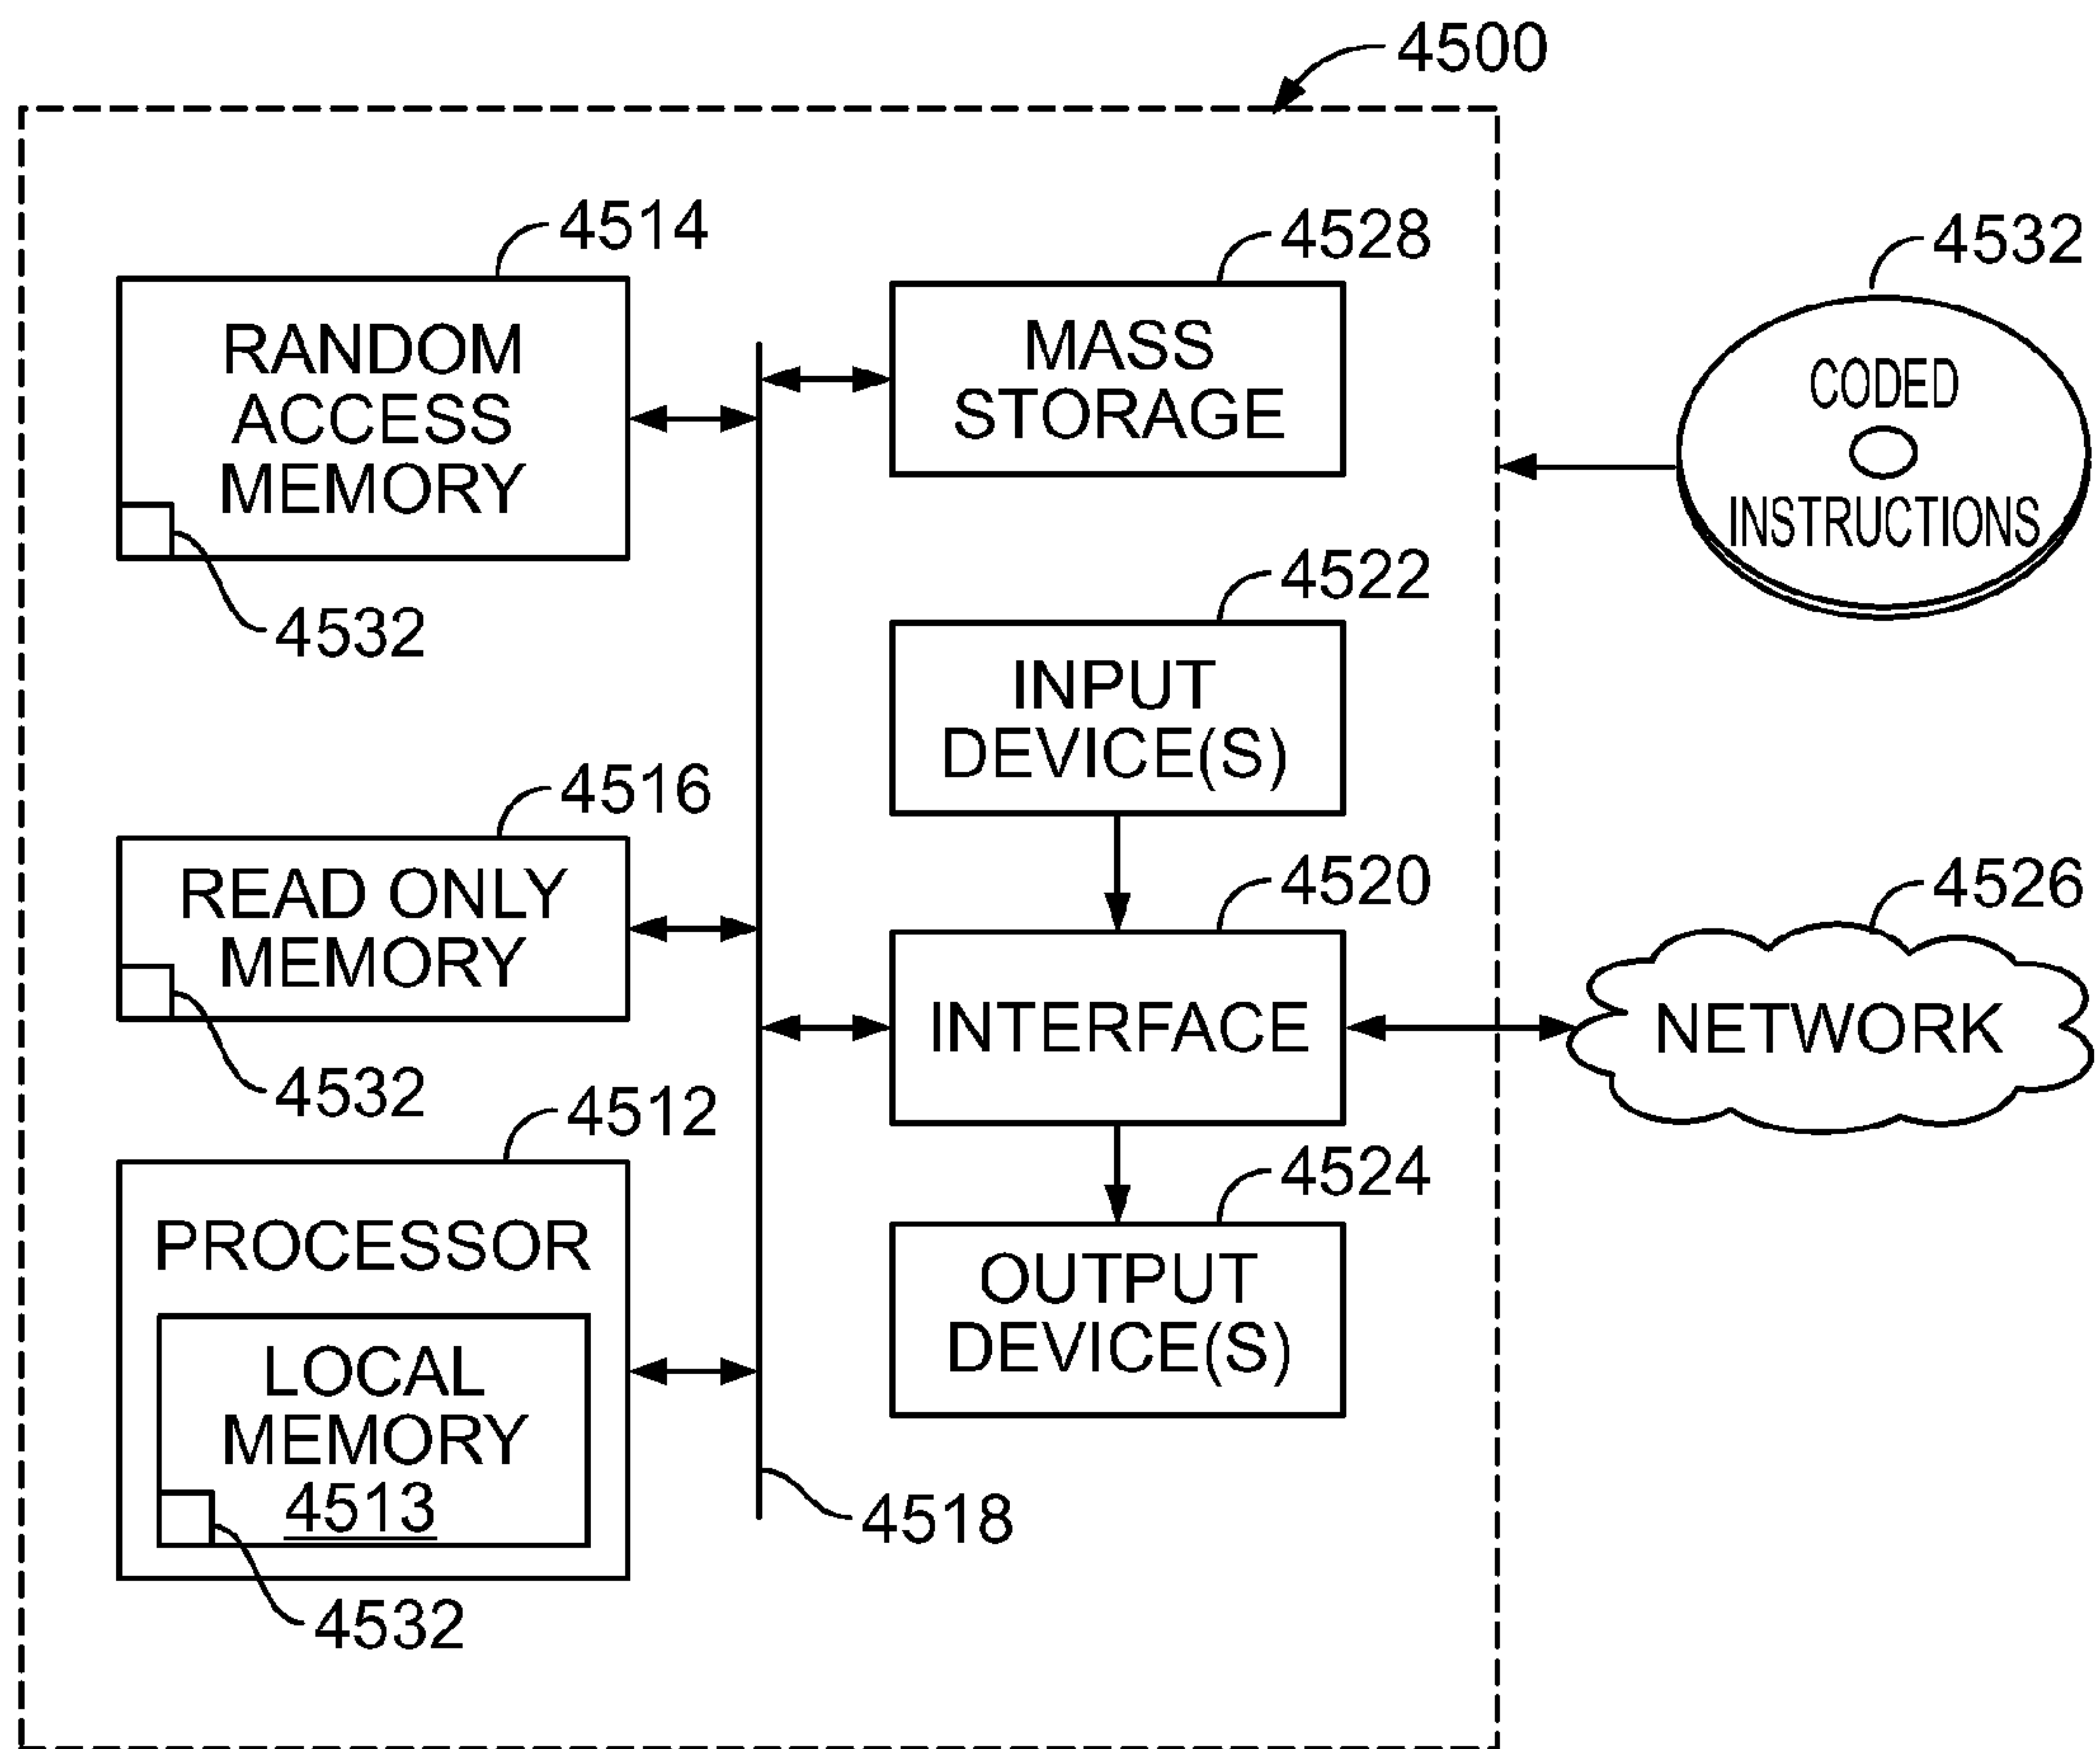 4500
4514
RANDOM
ACCESS
MEMORY
4532
4528
MASS
STORAGE
4532
CODED
INSTRUCTIONS
4522
INPUT
DEVICE(S)
4516
READ ONLY
MEMORY
4532
4520
INTERFACE
4526
NETWORK
4512
PROCESSOR
LOCAL
MEMORY
4513
4532
4524
OUTPUT
DEVICE(S)
4518